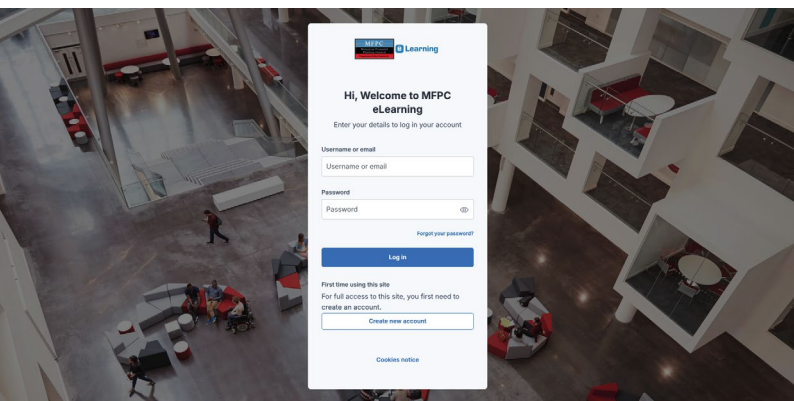 MFPC
e Learning
Hi, Welcome to MFPC
eLearning
Enter your details to log in your account
Username or email
Username or email
Password
Password
Forgot your password?
Log in
First time using this site
For full access to this site, you first need to
create an account.
Create new account
Cookies notice